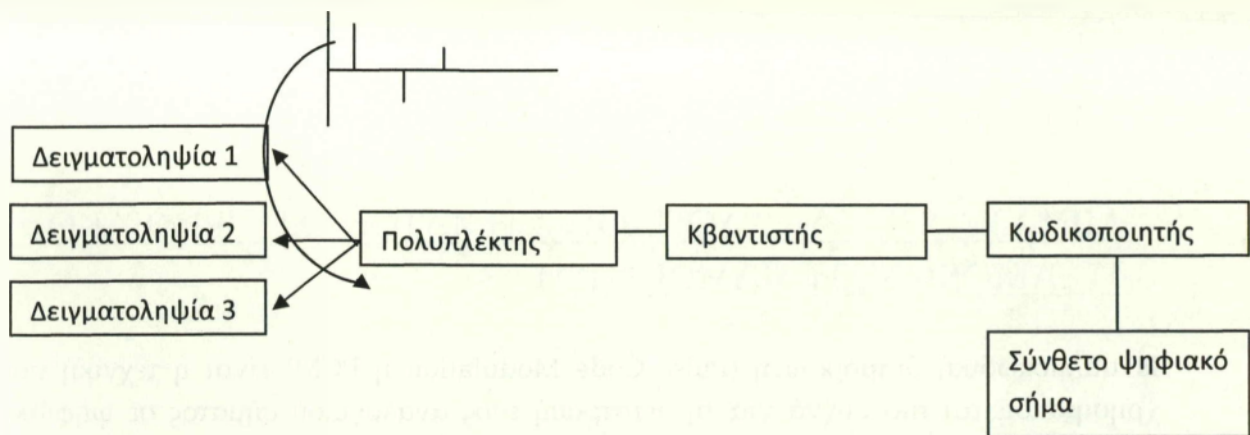 Δειγματοληψία 1
Δειγματοληψία 2
Δειγματοληψία 3
Πολυπλέκτης
Κβαντιστής
Κωδικοποιητής
Σύνθετο ψηφιακό
σήμα